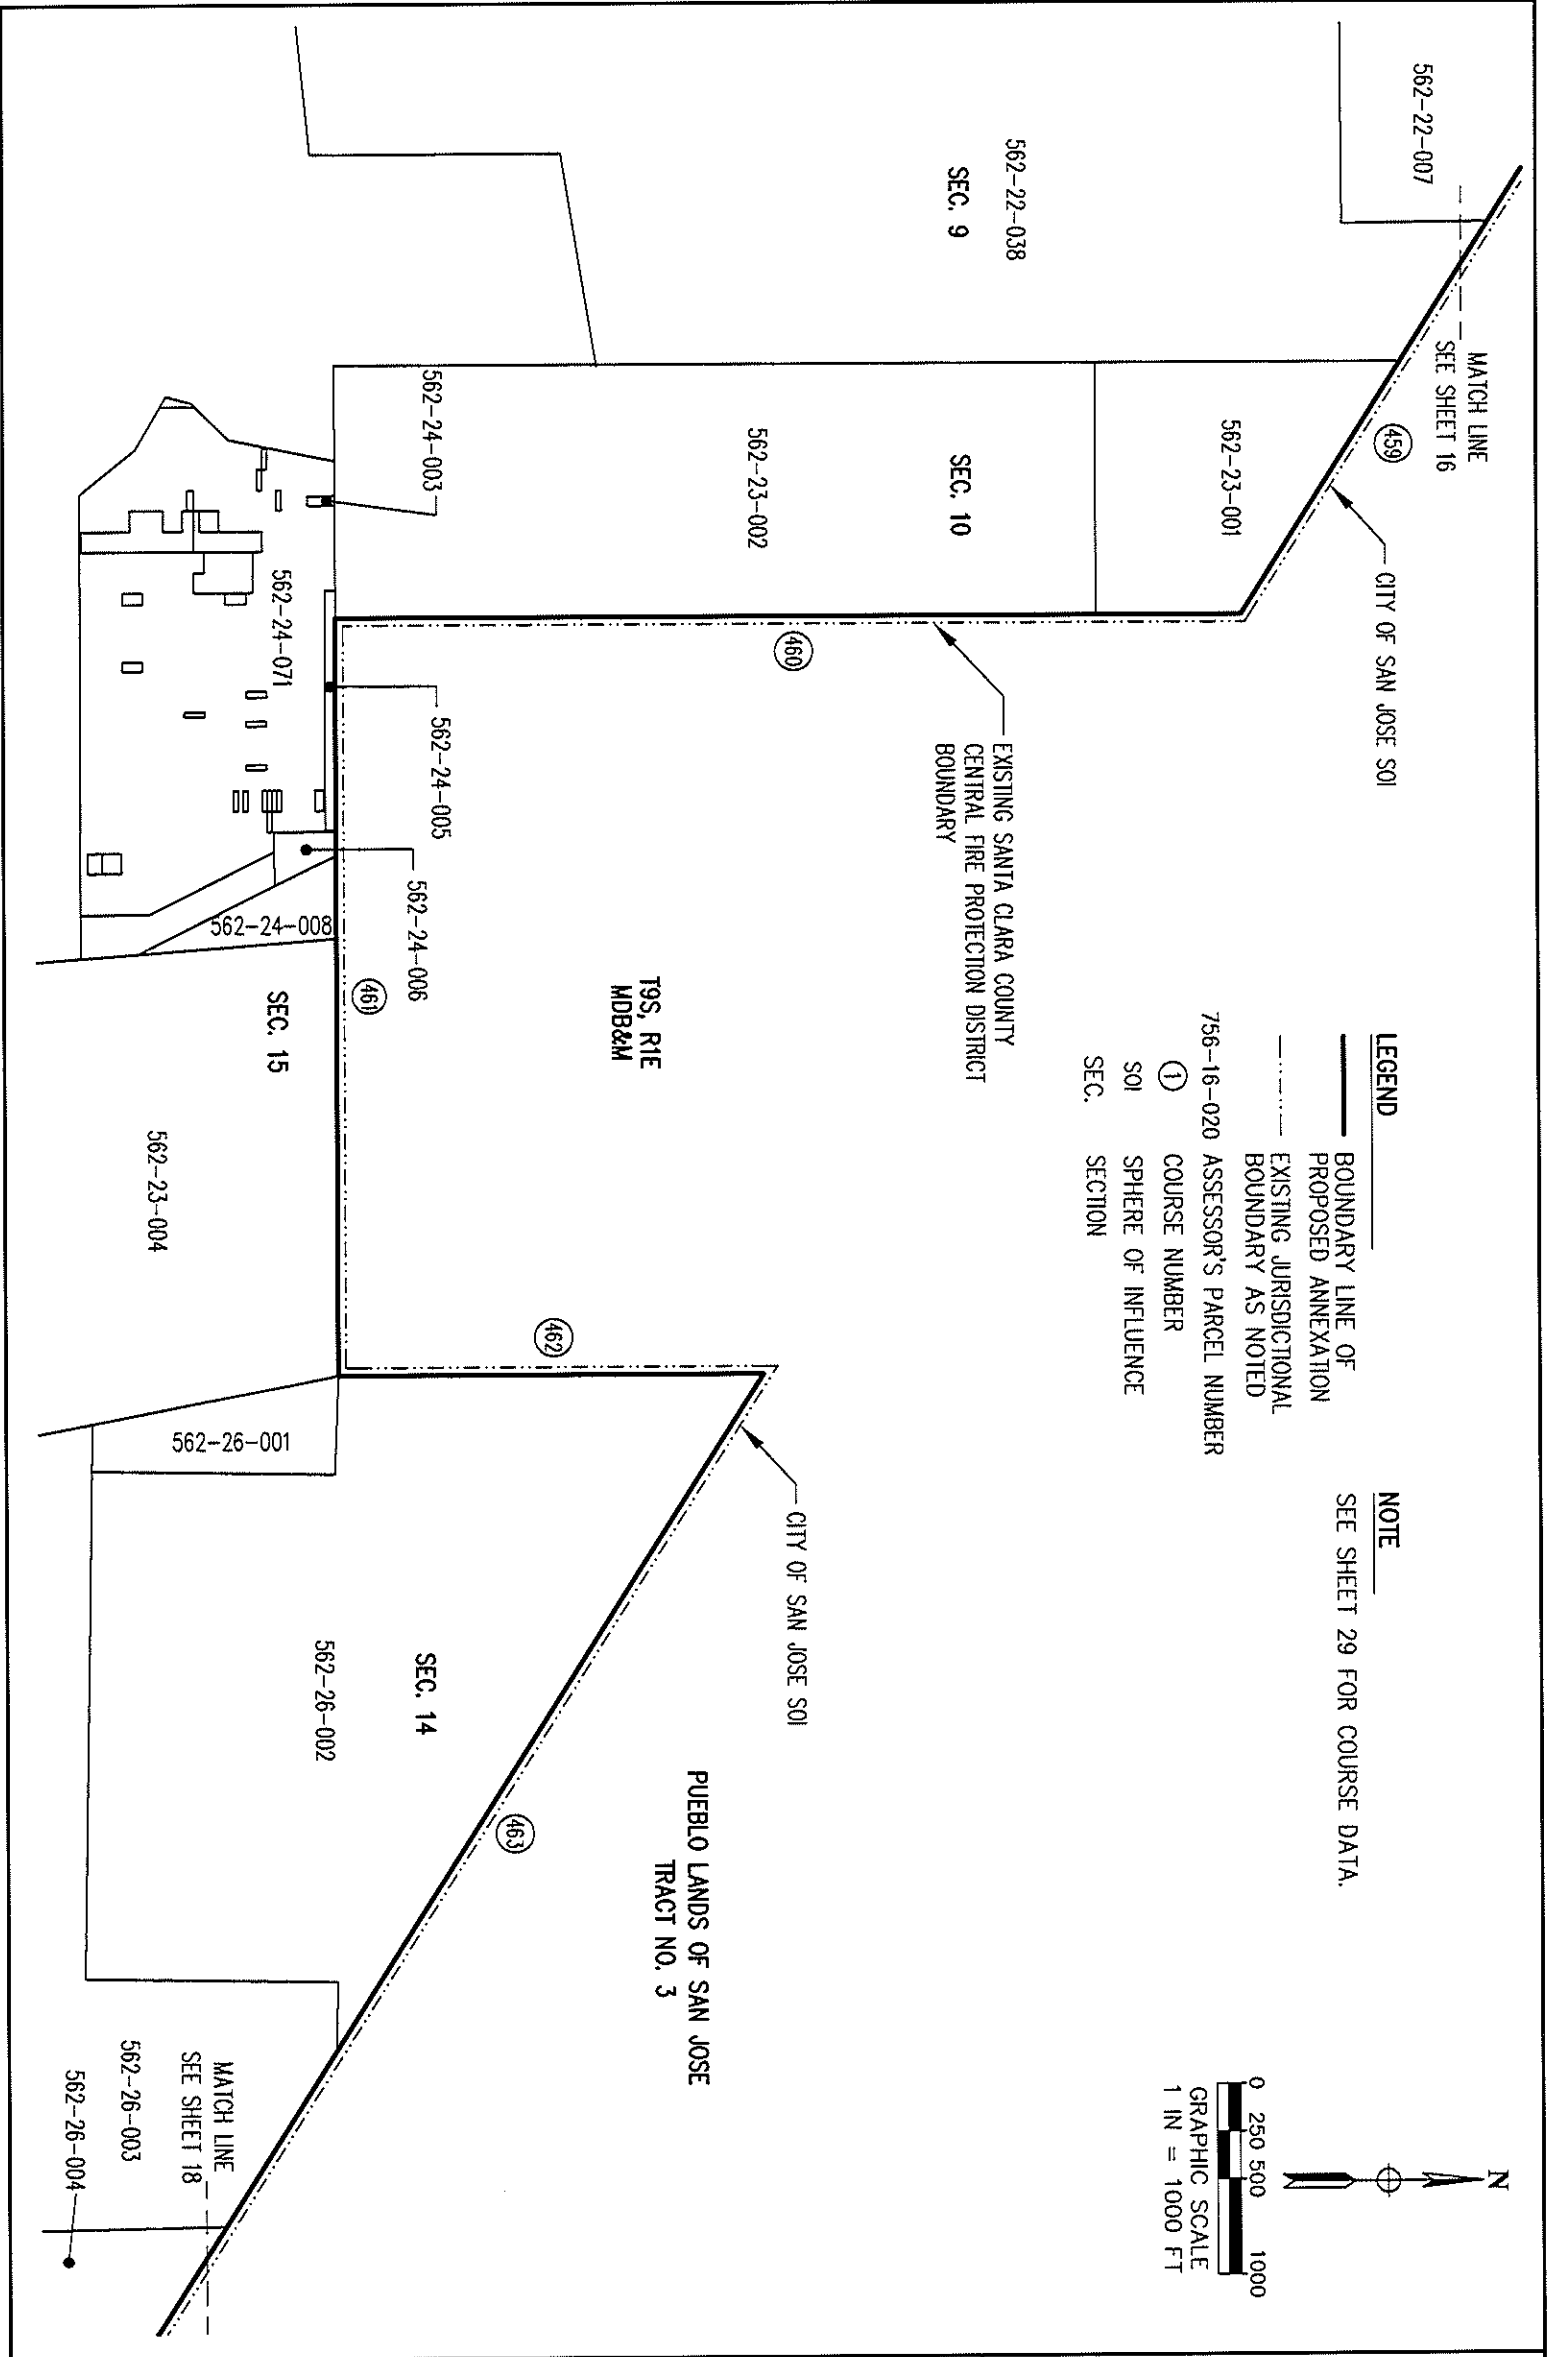 562-22-007
MATCH LINE
SEE SHEET 16
459
CITY OF SAN JOSE SOI
562-22-038
SEC. 9
562-23-001
SEC. 10
562-23-002
460
EXISTING SANTA CLARA COUNTY
CENTRAL FIRE PROTECTION DISTRICT
BOUNDARY
LEGEND
BOUNDARY LINE OF
PROPOSED ANNEXATION
EXISTING JURISDICTIONAL
BOUNDARY AS NOTED
756-16-020 ASSESSOR'S PARCEL NUMBER
1 COURSE NUMBER
SOI SPHERE OF INFLUENCE
SEC. SECTION
NOTE
SEE SHEET 29 FOR COURSE DATA.
N
0 250 500 1000
GRAPHIC SCALE
1 IN = 1000 FT
T9S, R1E
MDB&M
CITY OF SAN JOSE SOI
PUEBLO LANDS OF SAN JOSE
TRACT NO. 3
462
463
562-24-003
562-24-005
562-24-006
461
562-24-071
562-24-008
SEC. 15
562-23-004
562-26-001
SEC. 14
562-26-002
MATCH LINE
SEE SHEET 18
562-26-003
562-26-004